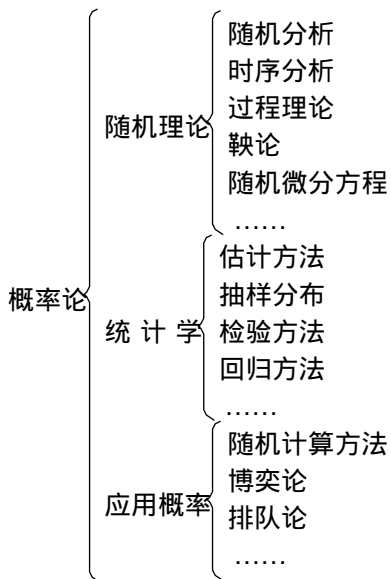 概率论
随机理论
随机分析
时序分析
过程理论
鞅论
随机微分方程
……
统 计 学
估计方法
抽样分布
检验方法
回归方法
……
应用概率
随机计算方法
博奕论
排队论
……